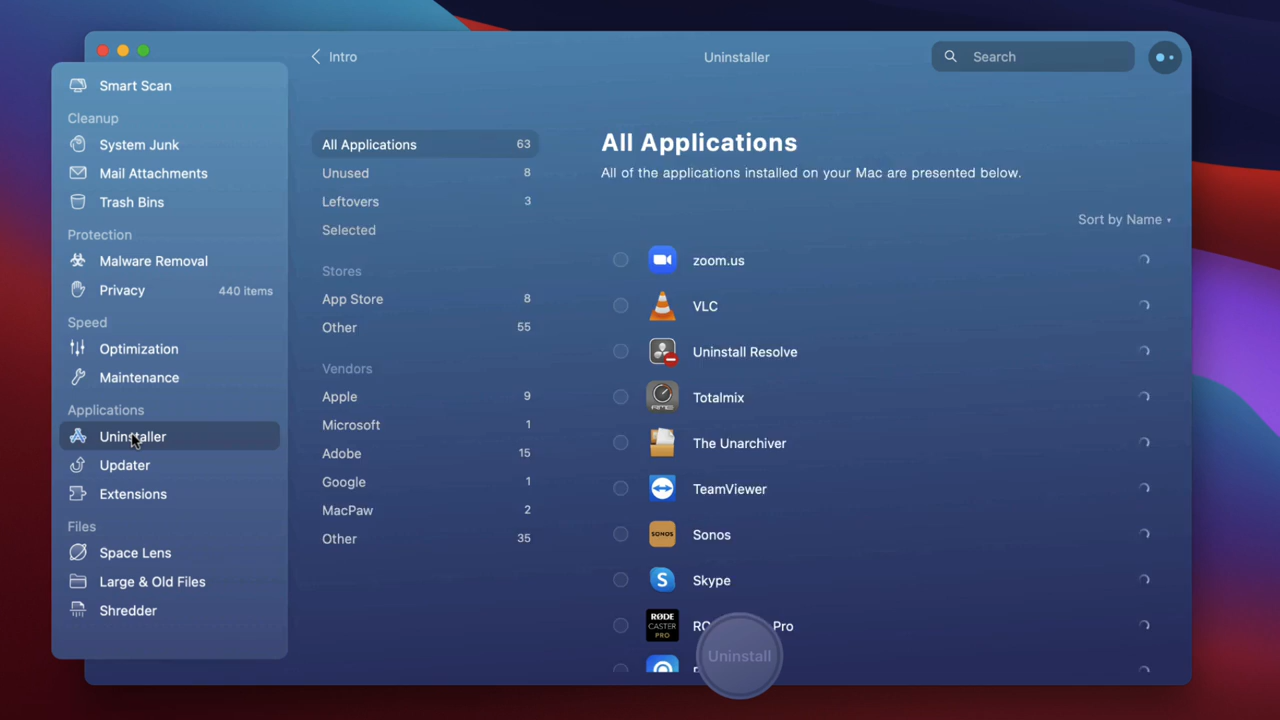 Smart Scan
Cleanup
System Junk
Mail Attachments
Trash Bins
Protection
Malware Removal
Privacy 440 items
Speed
Optimization
Maintenance
Applications
Uninstaller
Updater
Extensions
Files
Space Lens
Large & Old Files
Shredder
Intro
Uninstaller
Search
All Applications 63
Unused 8
Leftovers 3
Selected
Stores
App Store 8
Other 55
Vendors
Apple 9
Microsoft 1
Adobe 15
Google 1
MacPaw 2
Other 35
All Applications
All of the applications installed on your Mac are presented below.
Sort by Name
zoom.us
VLC
Uninstall Resolve
RME
Totalmix
The Unarchiver
TeamViewer
SONOS
Sonos
S
Skype
RØDE
CASTER
PRO
Pro
Uninstall